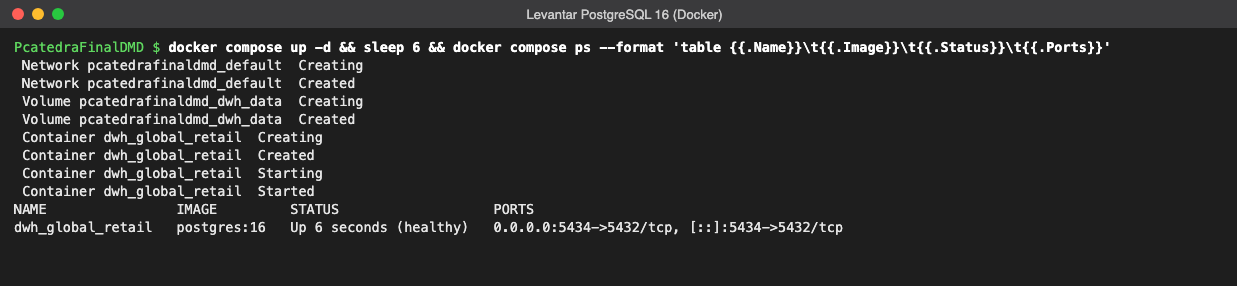 Levantar PostgreSQL 16 (Docker)
PcatedraFinalDMD $ docker compose up -d && sleep 6 && docker compose ps --format 'table {{.Name}}\t{{.Image}}\t{{.Status}}\t{{.Ports}}'
Network pcatedrafinaldmd_default  Creating
Network pcatedrafinaldmd_default  Created
Volume pcatedrafinaldmd_dwh_data  Creating
Volume pcatedrafinaldmd_dwh_data  Created
Container dwh_global_retail  Creating
Container dwh_global_retail  Created
Container dwh_global_retail  Starting
Container dwh_global_retail  Started
NAME                IMAGE         STATUS                   PORTS
dwh_global_retail   postgres:16   Up 6 seconds (healthy)   0.0.0.0:5434->5432/tcp, [::]:5434->5432/tcp